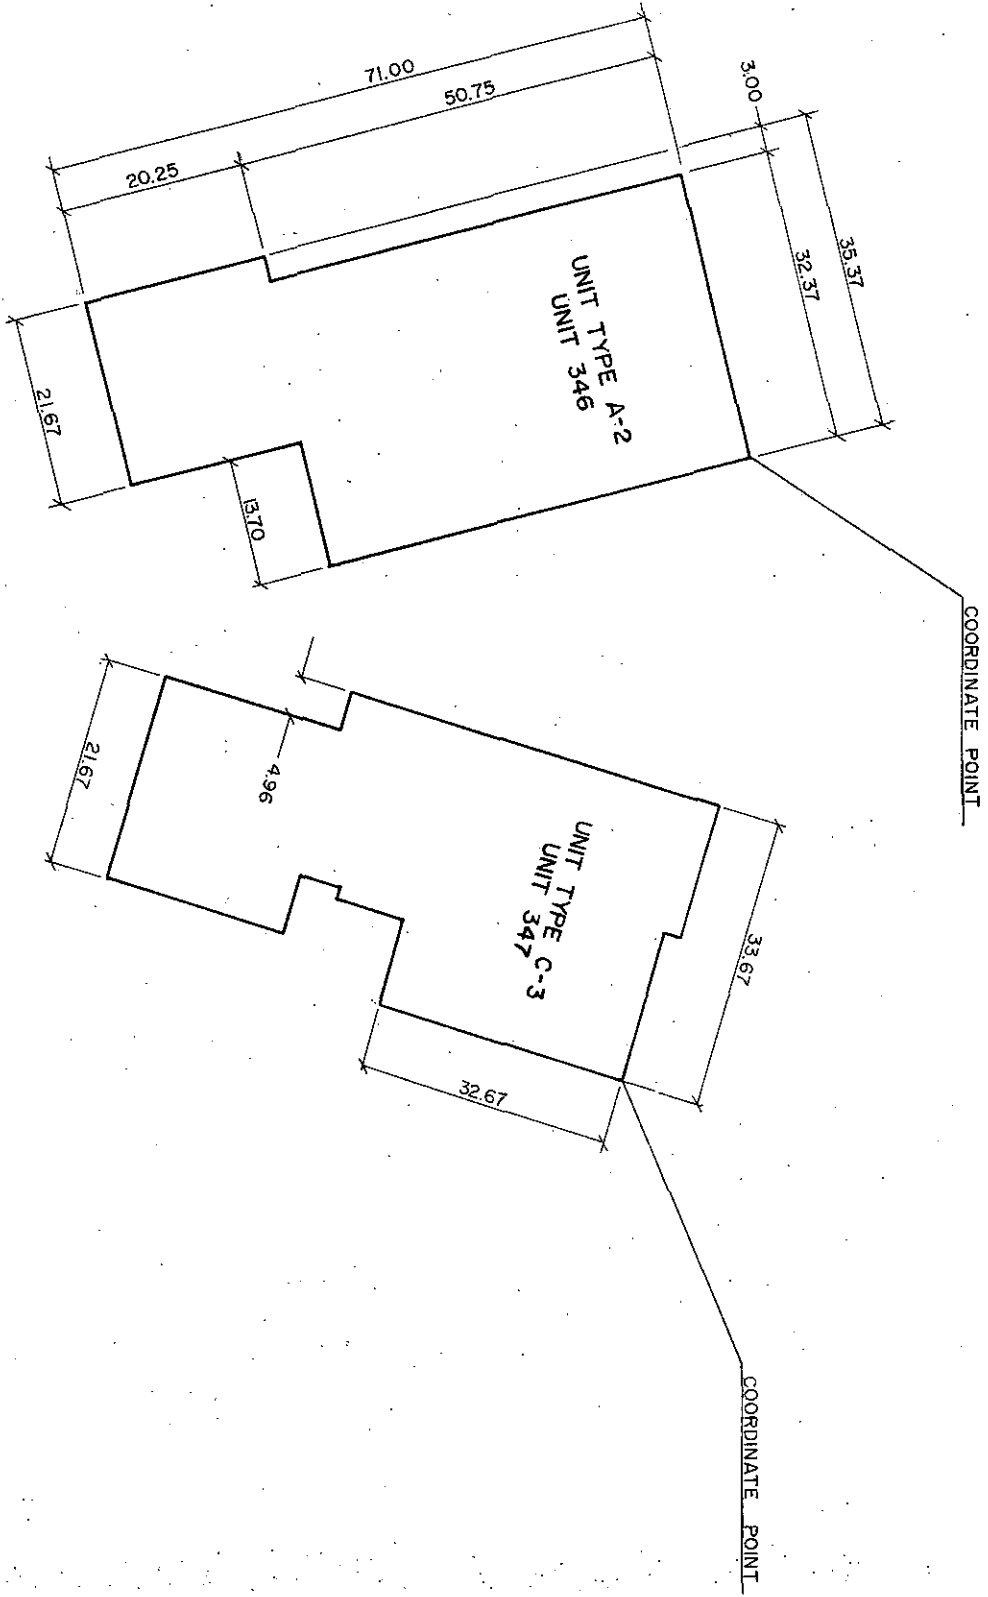 71.00
50.75
20.25
3.00
35.37
32.37
UNIT TYPE A-2
UNIT 346
21.67
13.70
COORDINATE POINT
21.67
4.96
UNIT TYPE C-3
UNIT 347
33.67
32.67
COORDINATE POINT